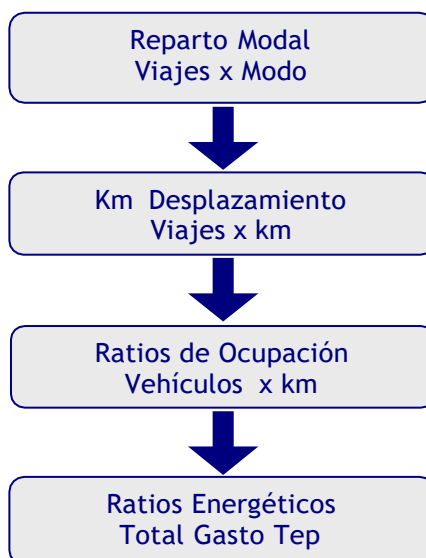 Reparto Modal
Viajes x Modo
Km Desplazamiento
Viajes x km
Ratios de Ocupación
Vehículos x km
Ratios Energéticos
Total Gasto Tep